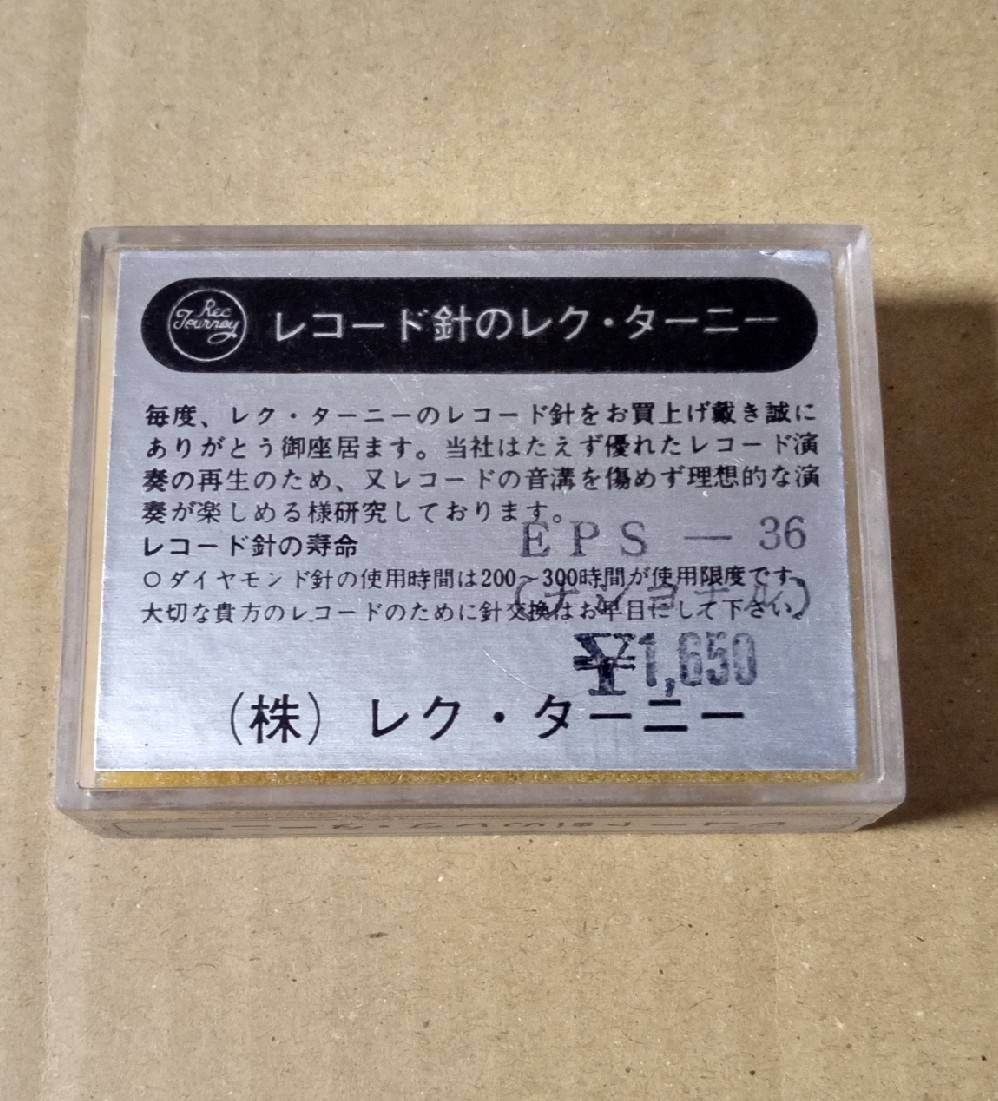 Rec
Tourney
レコード針のレク・ターニー
毎度、レク・ターニーのレコード針をお買上げ戴き誠に
ありがとう御座居ます。当社はたえず優れたレコード演
奏の再生のため、又レコードの音溝を傷めず理想的な演
奏が楽しめる様研究しております。
EPS — 36
レコード針の寿命
○ダイヤモンド針の使用時間は200~300時間が使用限度です。
(ナショナル)
大切な貴方のレコードのために針交換はお早目にして下さい。
¥1,650
(株)レク・ターニー